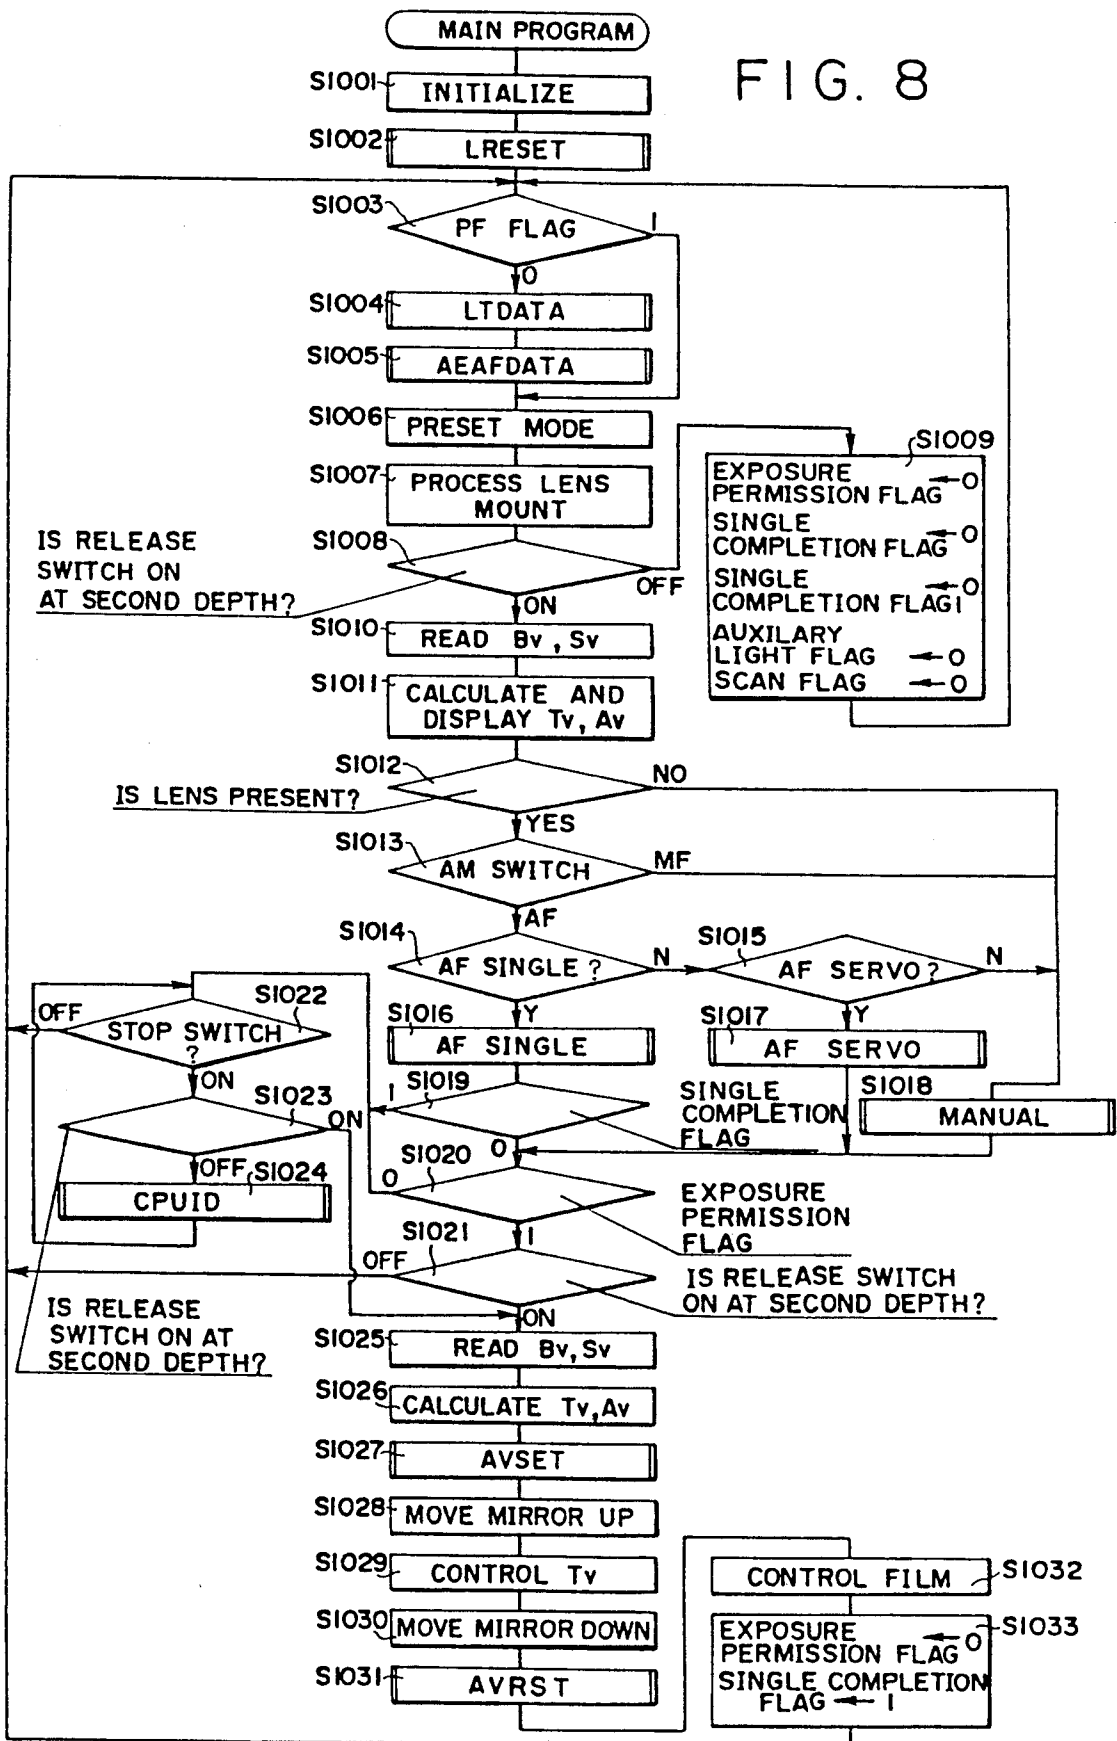 MAIN PROGRAM
FIG. 8
S1001
INITIALIZE
S1002
LRESET
S1003
PF FLAG
1
0
S1004
LTDATA
S1005
AEAFDATA
S1006
PRESET MODE
S1007
PROCESS LENS
MOUNT
S1008
IS RELEASE
SWITCH ON
AT SECOND DEPTH?
OFF
ON
S1009
EXPOSURE
PERMISSION FLAG ← 0
SINGLE
COMPLETION FLAG ← 0
SINGLE
COMPLETION FLAG1 ← 0
AUXILARY
LIGHT FLAG ← 0
SCAN FLAG ← 0
S1010
READ Bv, Sv
S1011
CALCULATE AND
DISPLAY Tv, Av
S1012
IS LENS PRESENT?
NO
YES
S1013
AM SWITCH
MF
AF
S1014
AF SINGLE?
N
Y
S1015
AF SERVO?
N
Y
S1016
AF SINGLE
S1017
AF SERVO
S1018
MANUAL
S1019
1
0
SINGLE
COMPLETION
FLAG
S1020
0
1
EXPOSURE
PERMISSION
FLAG
S1021
OFF
ON
IS RELEASE SWITCH
ON AT SECOND DEPTH?
S1022
STOP SWITCH
?
OFF
ON
S1023
ON
OFF
S1024
CPUID
IS RELEASE
SWITCH ON AT
SECOND DEPTH?
S1025
READ Bv, Sv
S1026
CALCULATE Tv, Av
S1027
AVSET
S1028
MOVE MIRROR UP
S1029
CONTROL Tv
S1030
MOVE MIRROR DOWN
S1031
AVRST
S1032
CONTROL FILM
S1033
EXPOSURE
PERMISSION FLAG ← 0
SINGLE COMPLETION
FLAG ← 1